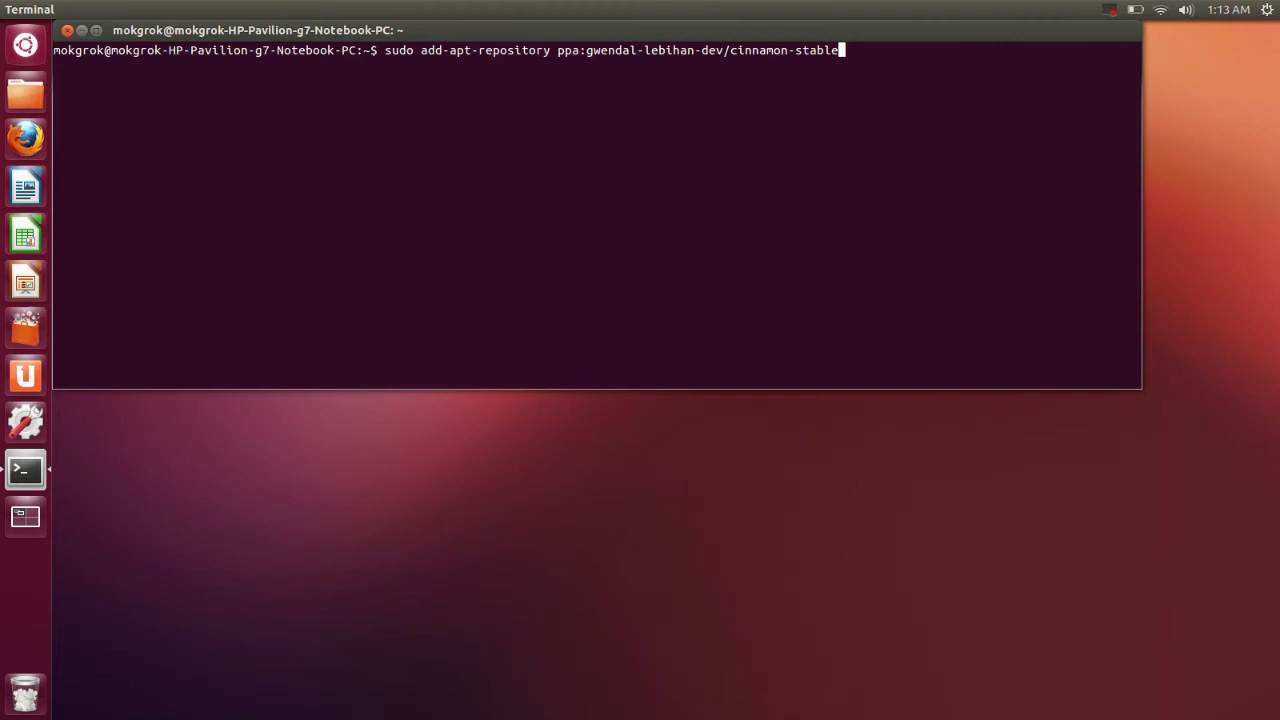 Terminal
1:13 AM
mokgrok@mokgrok-HP-Pavilion-g7-Notebook-PC: ~
mokgrok@mokgrok-HP-Pavilion-g7-Notebook-PC:~$ sudo add-apt-repository ppa:gwendal-lebihan-dev/cinnamon-stable